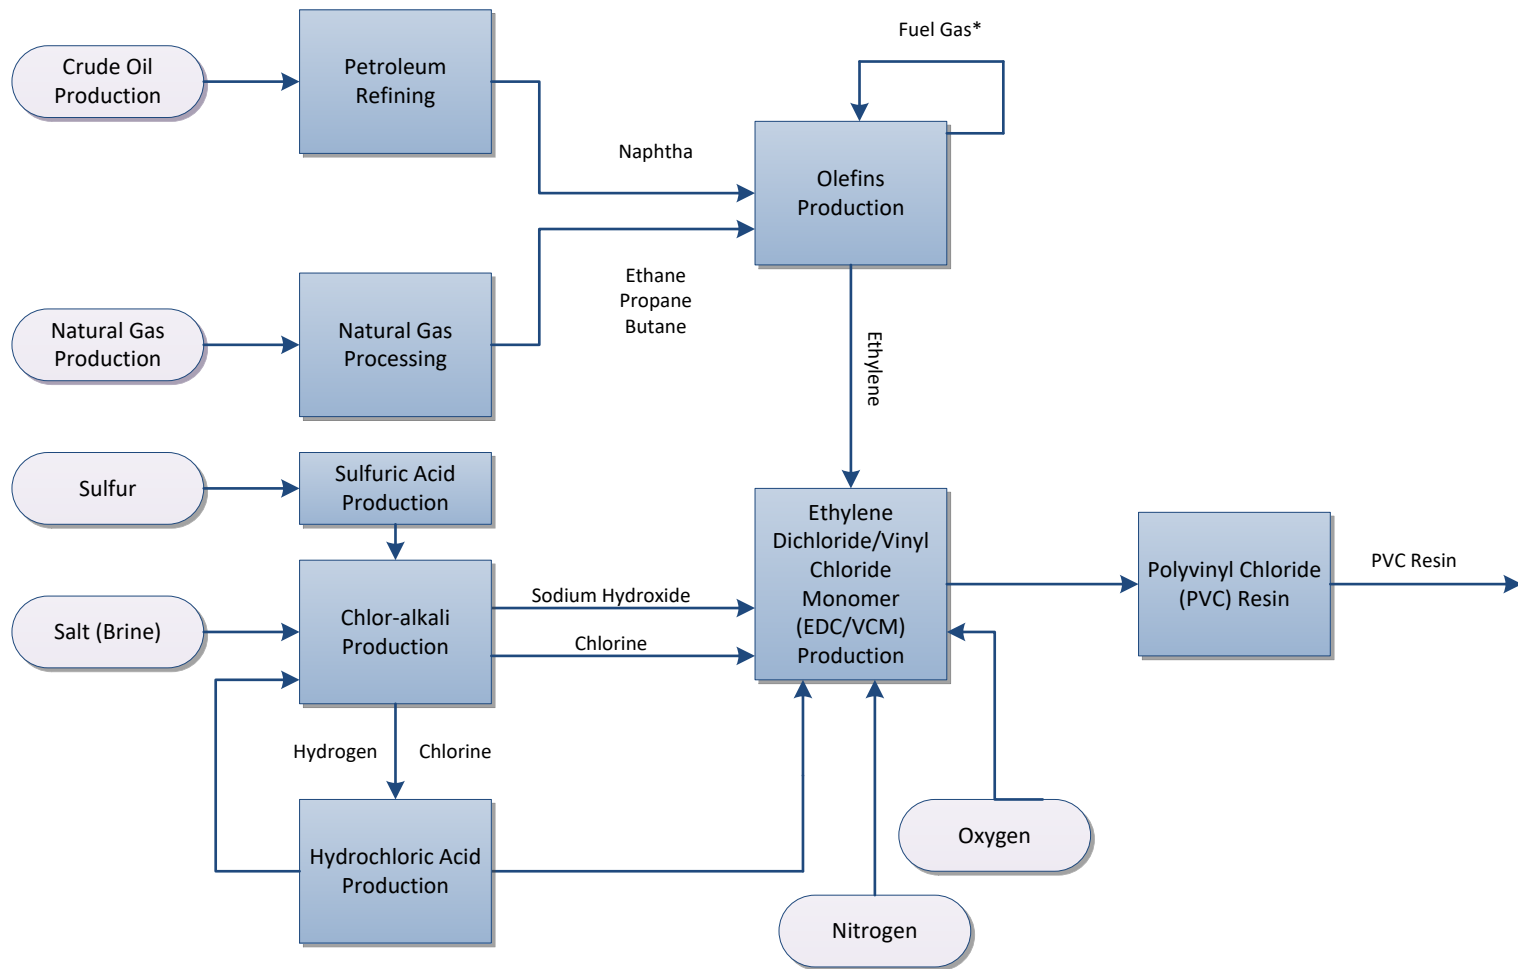 Fuel Gas*
Crude Oil
Production
Petroleum
Refining
Naphtha
Olefins
Production
Ethane
Propane
Butane
Natural Gas
Production
Natural Gas
Processing
Ethylene
Sulfur
Sulfuric Acid
Production
Ethylene
Dichloride/Vinyl
Chloride
Monomer
(EDC/VCM)
Production
Polyvinyl Chloride
(PVC) Resin
PVC Resin
Salt (Brine)
Chlor-alkali
Production
Sodium Hydroxide
Chlorine
Hydrogen
Chlorine
Hydrochloric Acid
Production
Oxygen
Nitrogen